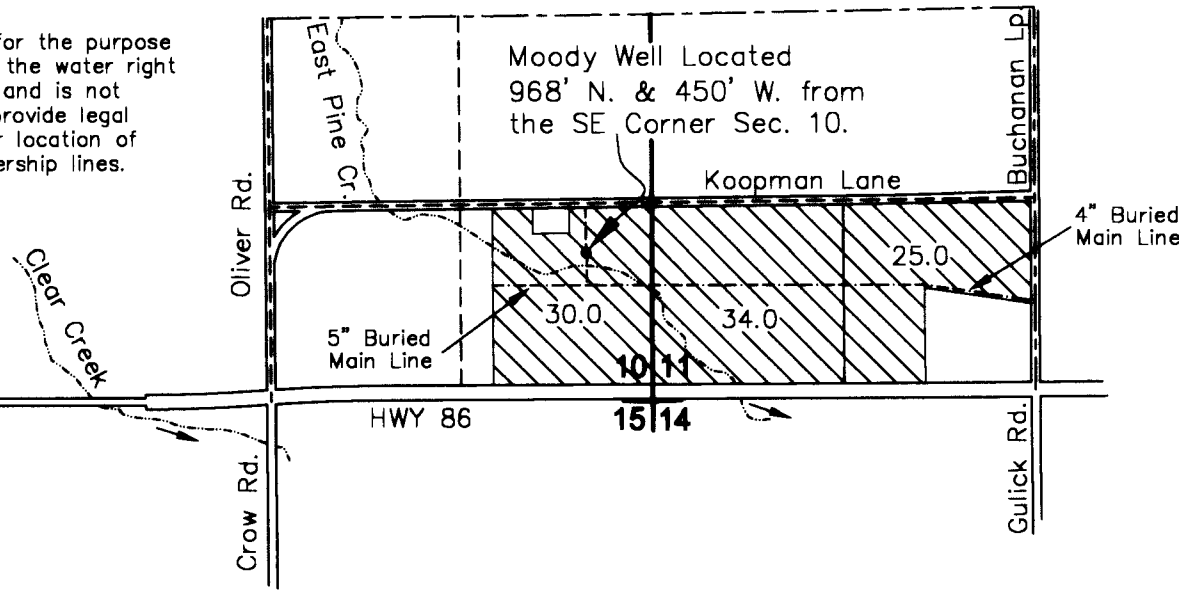 for the purpose
the water right
and is not
provide legal
location of
ership lines.
East Pine Cr.
Moody Well Located
968' N. & 450' W. from
the SE Corner Sec. 10.
Buchanan Lp
Oliver Rd.
Koopman Lane
4" Buried
Main Line
25.0
Clear Creek
30.0
34.0
5" Buried
Main Line
10 11
HWY 86
15 14
Crow Rd.
Gulick Rd.